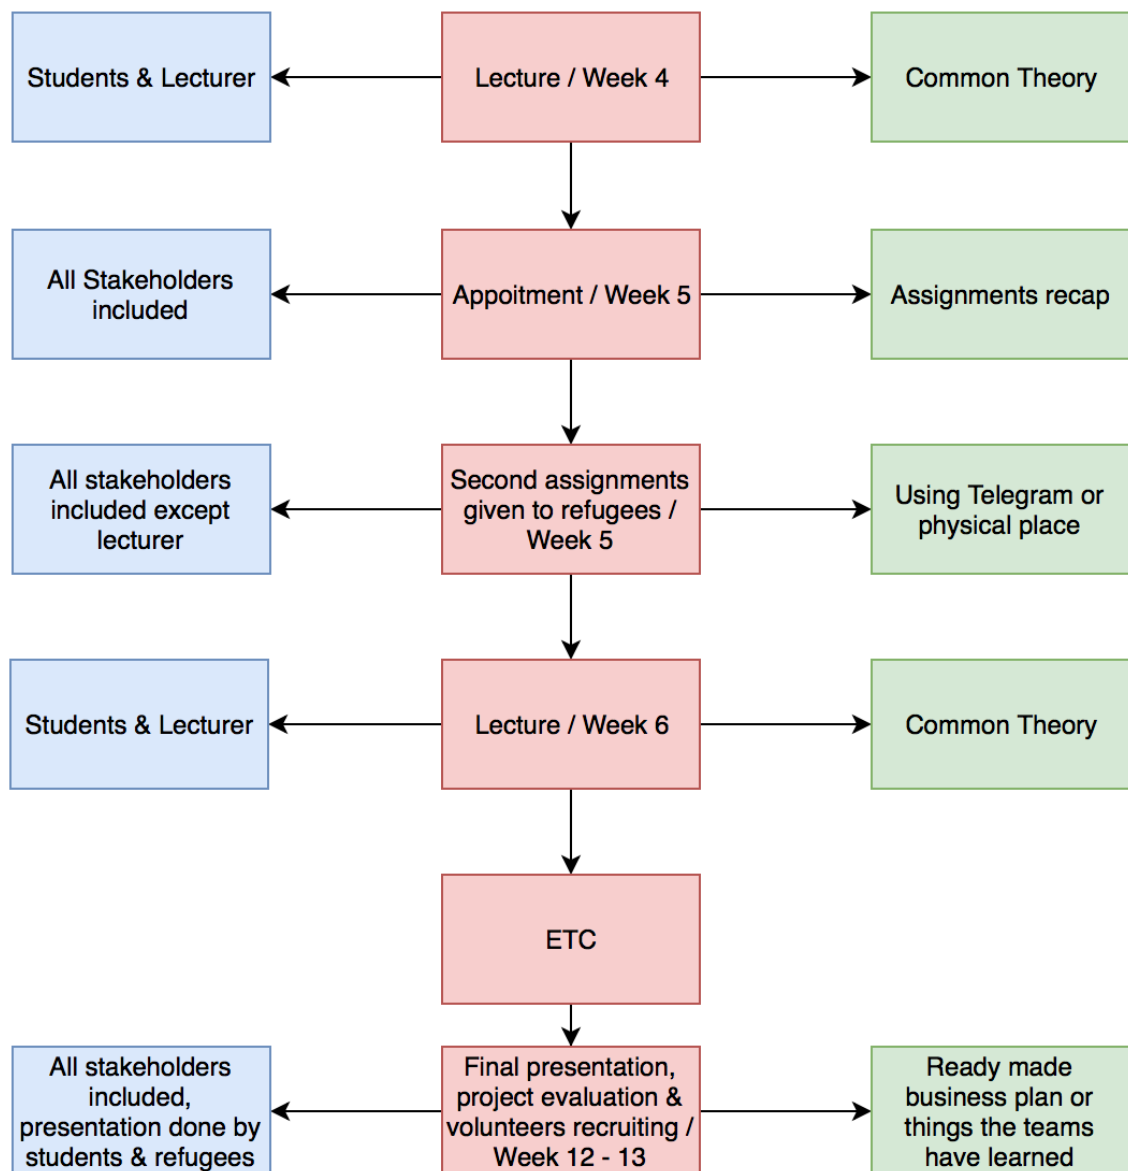 Students & Lecturer
Lecture / Week 4
Common Theory
All Stakeholders
included
Appoitment / Week 5
Assignments recap
All stakeholders
included except
lecturer
Second assignments
given to refugees /
Week 5
Using Telegram or
physical place
Students & Lecturer
Lecture / Week 6
Common Theory
ETC
All stakeholders
included,
presentation done by
students & refugees
Final presentation,
project evaluation &
volunteers recruiting /
Week 12 - 13
Ready made
business plan or
things the teams
have learned